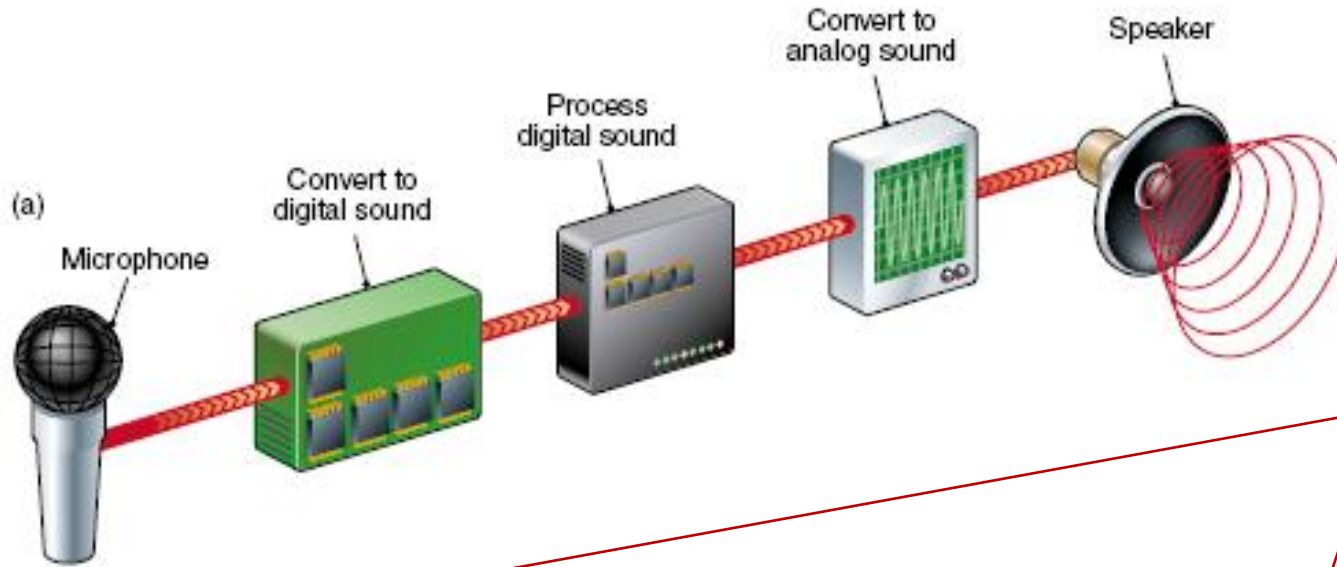 (a)
Microphone
Convert to
digital sound
Process
digital sound
Convert to
analog sound
Speaker